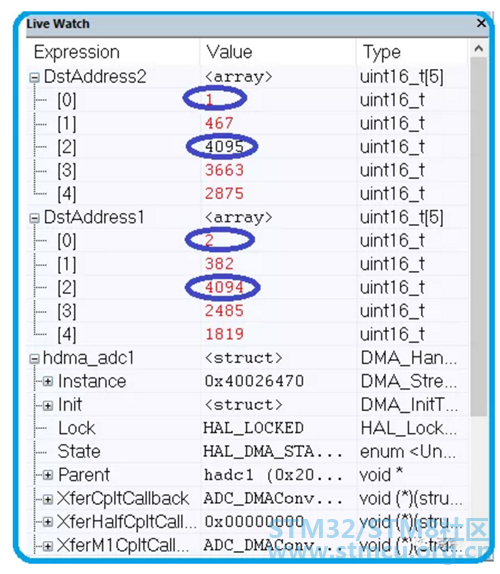 Live Watch
Expression Value Type
DstAddress2 <array> uint16_t[5]
[0] 1 uint16_t
[1] 467 uint16_t
[2] 4095 uint16_t
[3] 3663 uint16_t
[4] 2875 uint16_t
DstAddress1 <array> uint16_t[5]
[0] 2 uint16_t
[1] 382 uint16_t
[2] 4094 uint16_t
[3] 2485 uint16_t
[4] 1819 uint16_t
hdma_adc1 <struct> DMA_Han...
Instance 0x40026470 DMA_Stre...
Init <struct> DMA_InitT...
Lock HAL_LOCKED HAL_Lock...
State HAL_DMA_STA... enum <Un...
Parent hadc1 (0x20... void *
XferCpltCallback ADC_DMAConv... void (*)(stru...
XferHalfCpltCall... 0x00000000 void (*)(stru...
XferM1CpltCall... ADC_DMAConv... void (*)(stru...
STM32/STM8社区
www.stmcu.org.cn